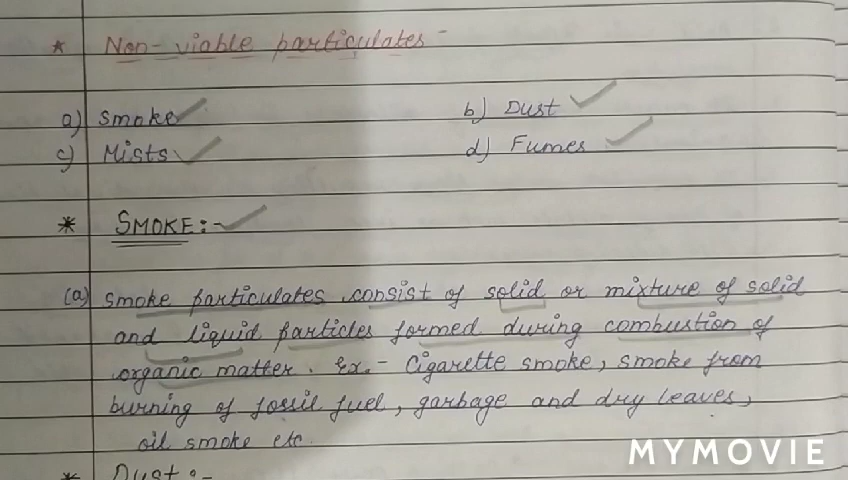 * Non-viable particulates-
a) Smoke b) Dust
c) Mists d) Fumes
* SMOKE:-
(a) Smoke particulates consist of solid or mixture of solid
and liquid particles formed during combustion of
organic matter. Ex.- Cigarette smoke, smoke from
burning of fossil fuel, garbage and dry leaves,
oil smoke etc.
* Dust:-
MYMOVIE